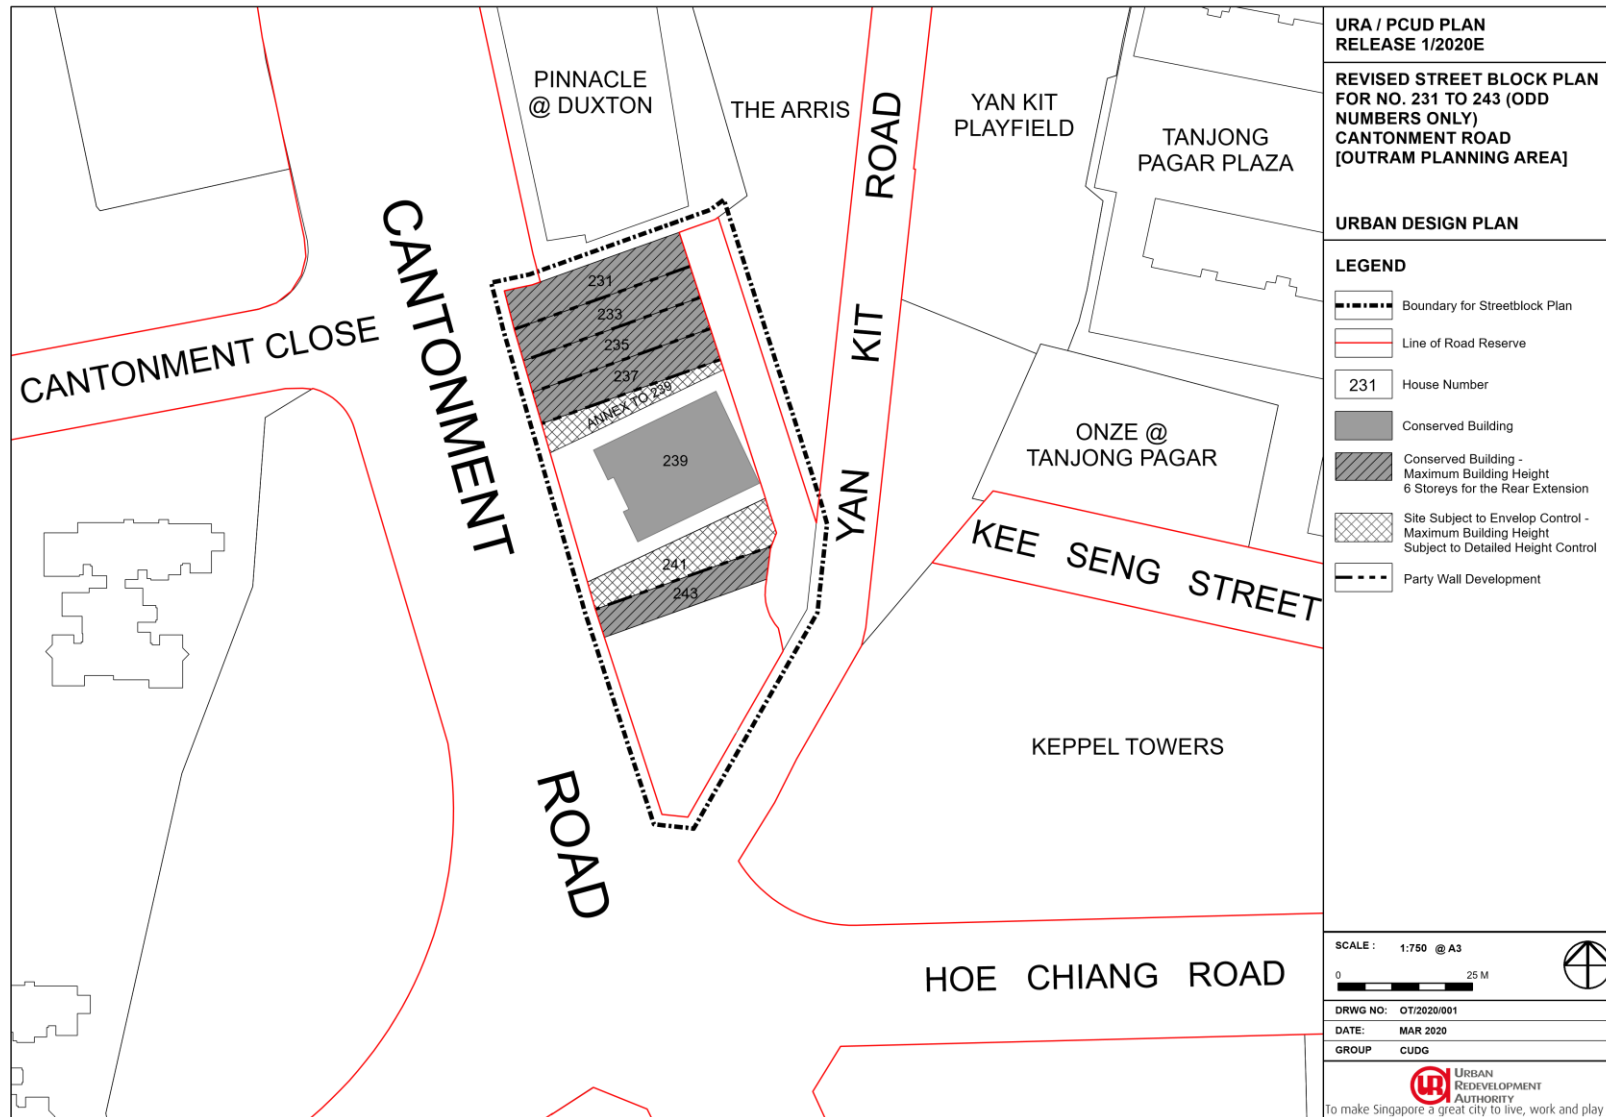 PINNACLE
@ DUXTON
THE ARRIS
YAN KIT
PLAYFIELD
TANJONG
PAGAR PLAZA
YAN KIT ROAD
CANTONMENT ROAD
CANTONMENT CLOSE
231
233
235
237
ANNEX TO 239
239
241
243
ONZE @
TANJONG PAGAR
KEE SENG STREET
KEPPEL TOWERS
HOE CHIANG ROAD
URA / PCUD PLAN
RELEASE 1/2020E
REVISED STREET BLOCK PLAN
FOR NO. 231 TO 243 (ODD
NUMBERS ONLY)
CANTONMENT ROAD
[OUTRAM PLANNING AREA]
URBAN DESIGN PLAN
LEGEND
Boundary for Streetblock Plan
Line of Road Reserve
231 House Number
Conserved Building
Conserved Building -
Maximum Building Height
6 Storeys for the Rear Extension
Site Subject to Envelop Control -
Maximum Building Height
Subject to Detailed Height Control
Party Wall Development
SCALE : 1:750 @ A3
0 25 M
DRWG NO: OT/2020/001
DATE: MAR 2020
GROUP CUDG
URBAN
REDEVELOPMENT
AUTHORITY
To make Singapore a great city to live, work and play